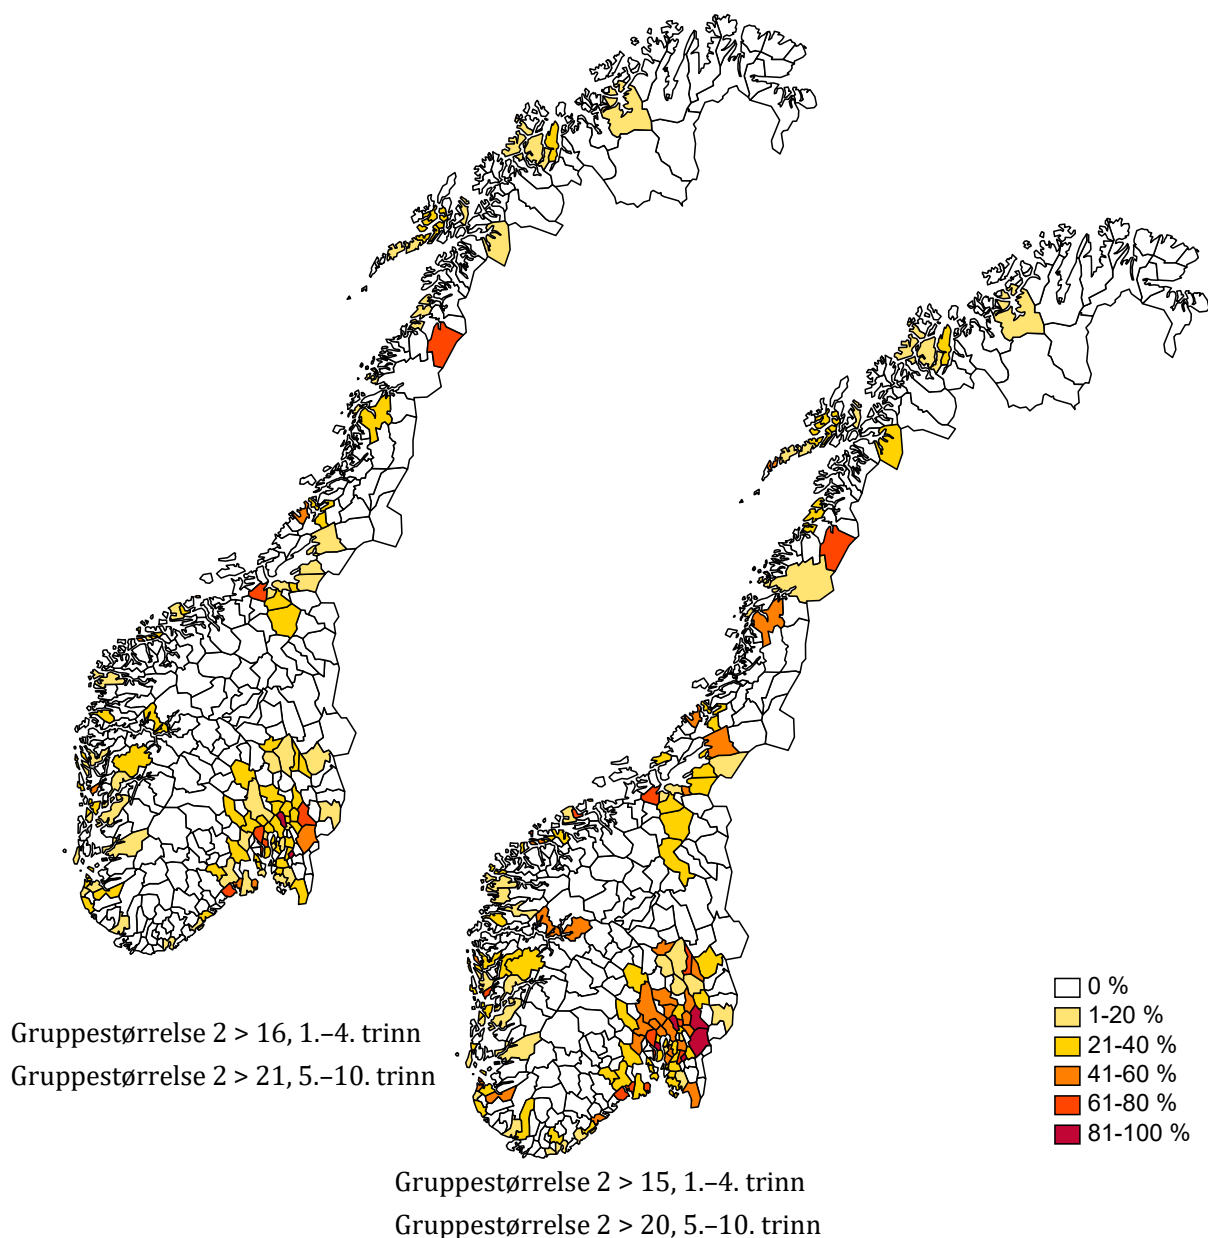 Gruppestørrelse 2 > 16, 1.–4. trinn
Gruppestørrelse 2 > 21, 5.–10. trinn
0 %
1-20 %
21-40 %
41-60 %
61-80 %
81-100 %
Gruppestørrelse 2 > 15, 1.–4. trinn
Gruppestørrelse 2 > 20, 5.–10. trinn